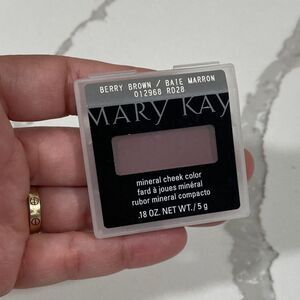 BERRY BROWN / BAIE MARRON
012968 RD28
MARY KAY
mineral cheek color
fard à joues minéral
rubor mineral compacto
.18 OZ. NET WT./5 g